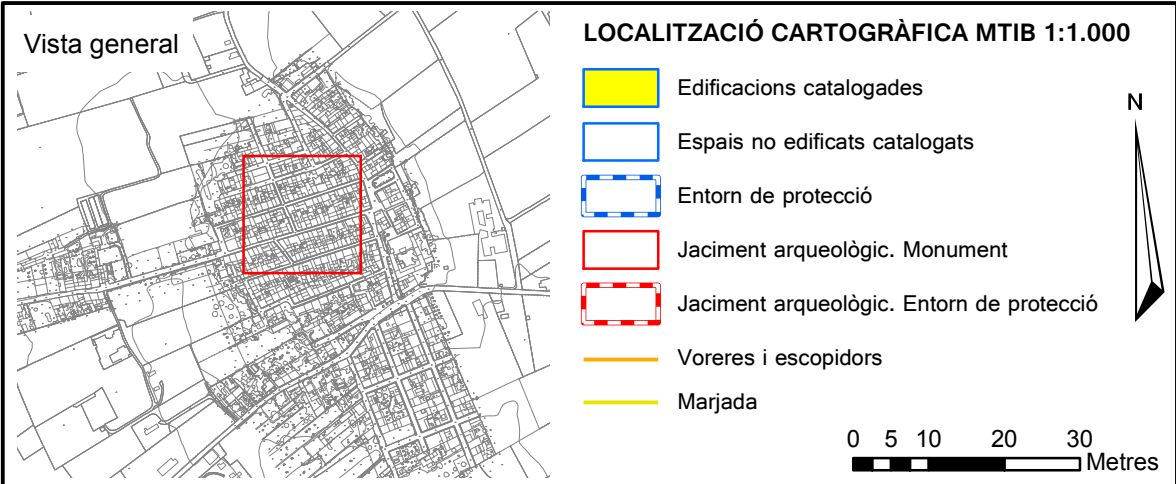 Vista general
LOCALITZACIÓ CARTOGRÀFICA MTIB 1:1.000
Edificacions catalogades
Espais no edificats catalogats
Entorn de protecció
Jaciment arqueològic. Monument
Jaciment arqueològic. Entorn de protecció
Voreres i escopidors
Marjada
N
0 5 10 20 30
Metres